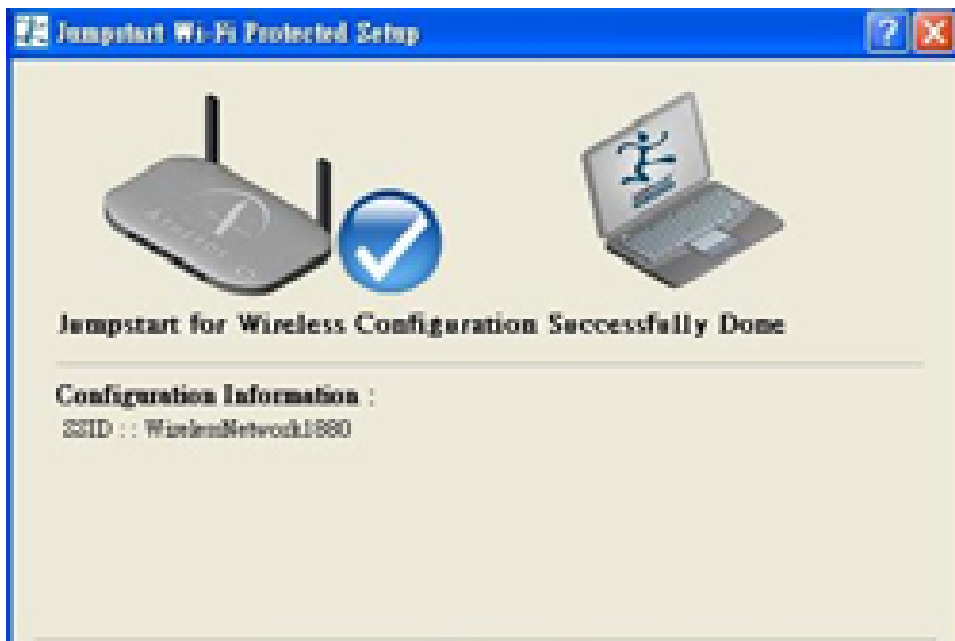 Jumpstart Wi-Fi Protected Setup
Jumpstart for Wireless Configuration Successfully Done
Configuration Information :
SSID :: WirelessNetwork1880